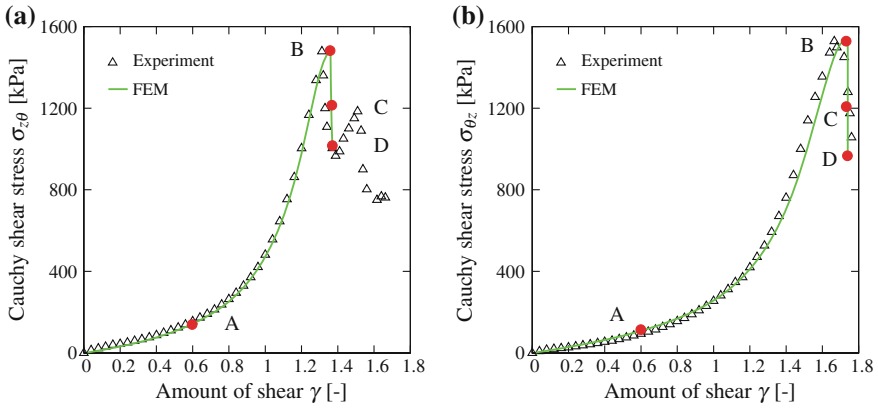 (a)
1600
1200
800
400
0
0
0.2
0.4
0.6
0.8
1
1.2
1.4
1.6
1.8
Cauchy shear stress σzθ [kPa]
Amount of shear γ [-]
Experiment
FEM
A
B
C
D
(b)
1600
1200
800
400
0
0
0.2
0.4
0.6
0.8
1
1.2
1.4
1.6
1.8
Cauchy shear stress σθz [kPa]
Amount of shear γ [-]
Experiment
FEM
A
B
C
D